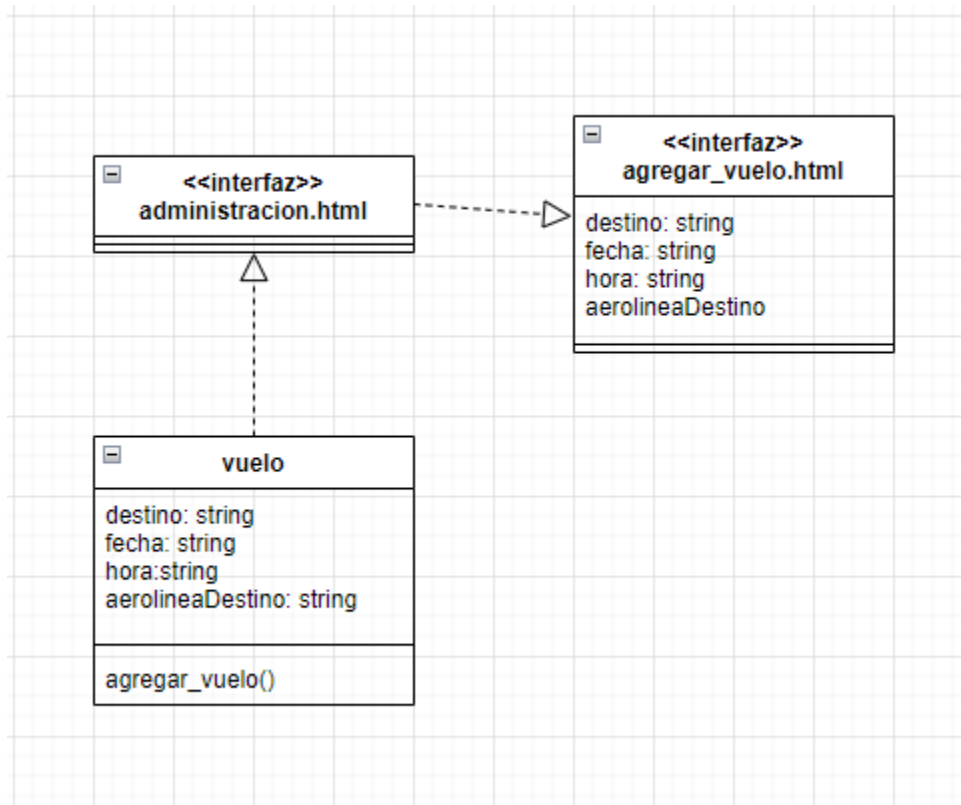 <<interfaz>>
administracion.html
<<interfaz>>
agregar_vuelo.html
destino: string
fecha: string
hora: string
aerolineaDestino
vuelo
destino: string
fecha: string
hora:string
aerolineaDestino: string
agregar_vuelo()